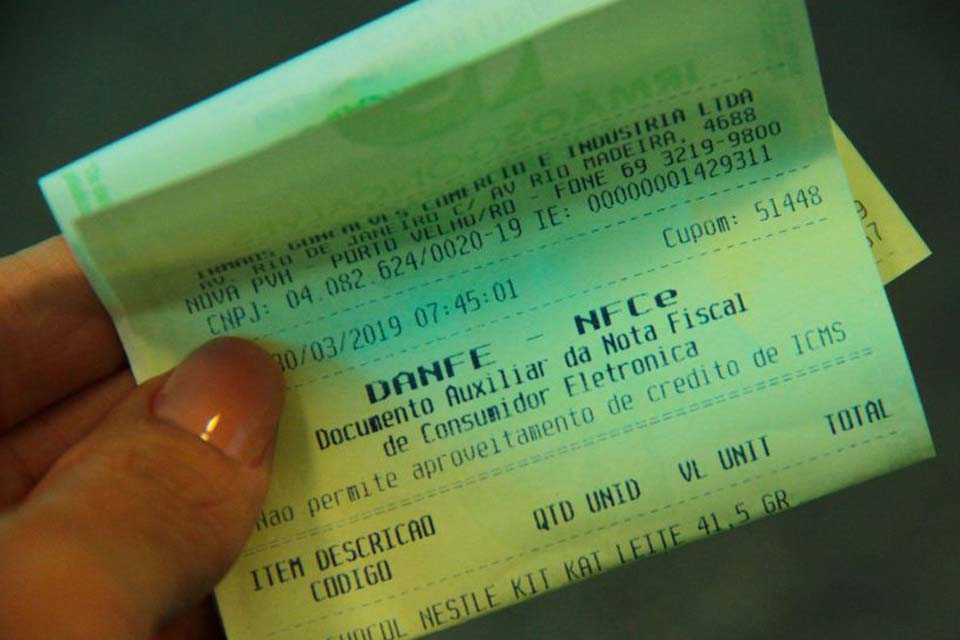 IRMAOS GONCALVES COMERCIO E INDUSTRIA LTDA
AV RIO DE JANEIRO C/ AV RIO MADEIRA, 4688
NOVA PVH - PORTO VELHO/RO - FONE 69 3219-9800
CNPJ: 04.082.624/0020-19 IE: 00000001429311
30/03/2019 07:45:01 Cupom: 51448
DANFE - NFCe
Documento Auxiliar da Nota Fiscal
de Consumidor Eletronica
Nao permite aproveitamento de credito de ICMS
ITEM DESCRICAO QTD UNID VL UNIT TOTAL
CODIGO
NESTLE KIT KAT LEITE 41,5 GR